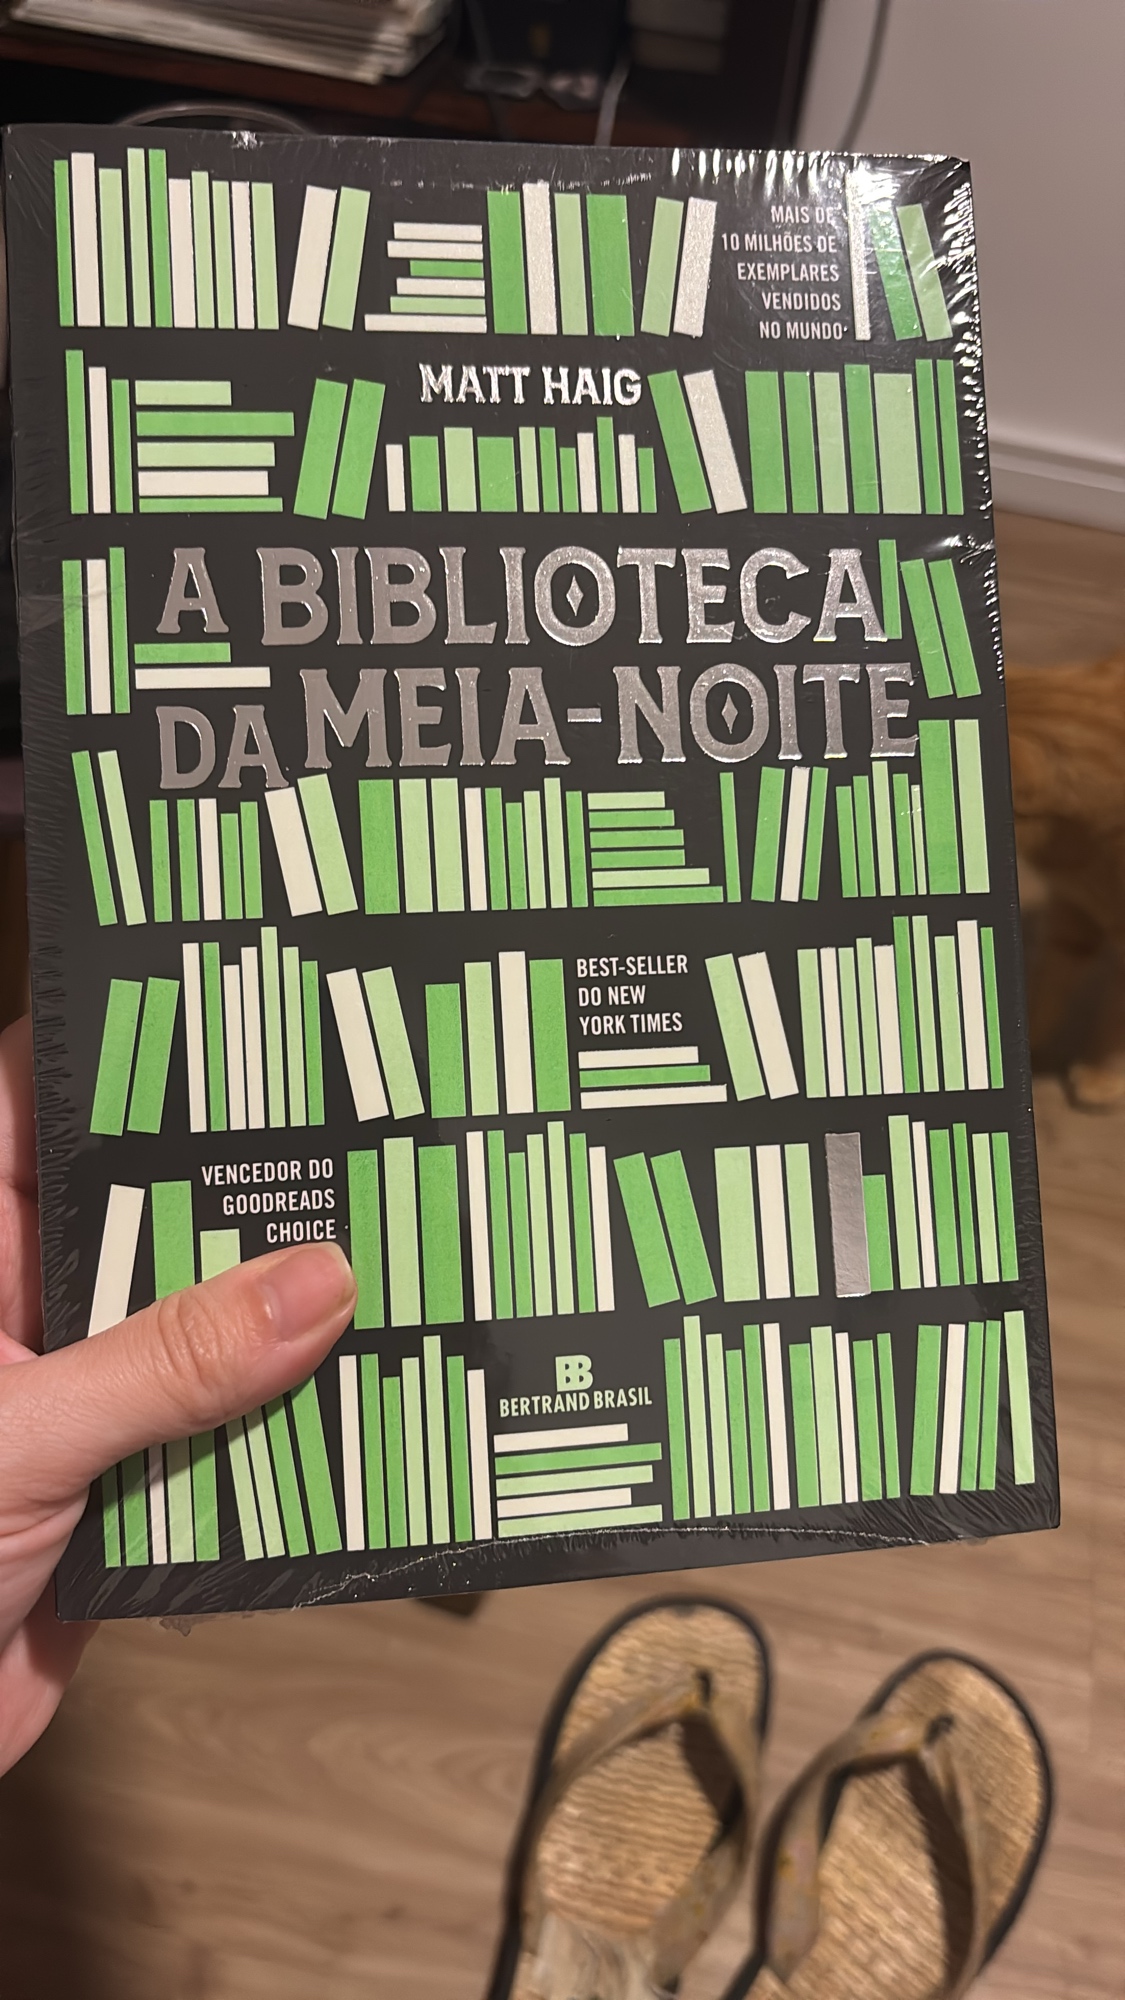 MAIS DE
10 MILHÕES DE
EXEMPLARES
VENDIDOS
NO MUNDO
MATT HAIG
A BIBLIOTECA
DA MEIA-NOITE
BEST-SELLER
DO NEW
YORK TIMES
VENCEDOR DO
GOODREADS
CHOICE
BB
BERTRAND BRASIL